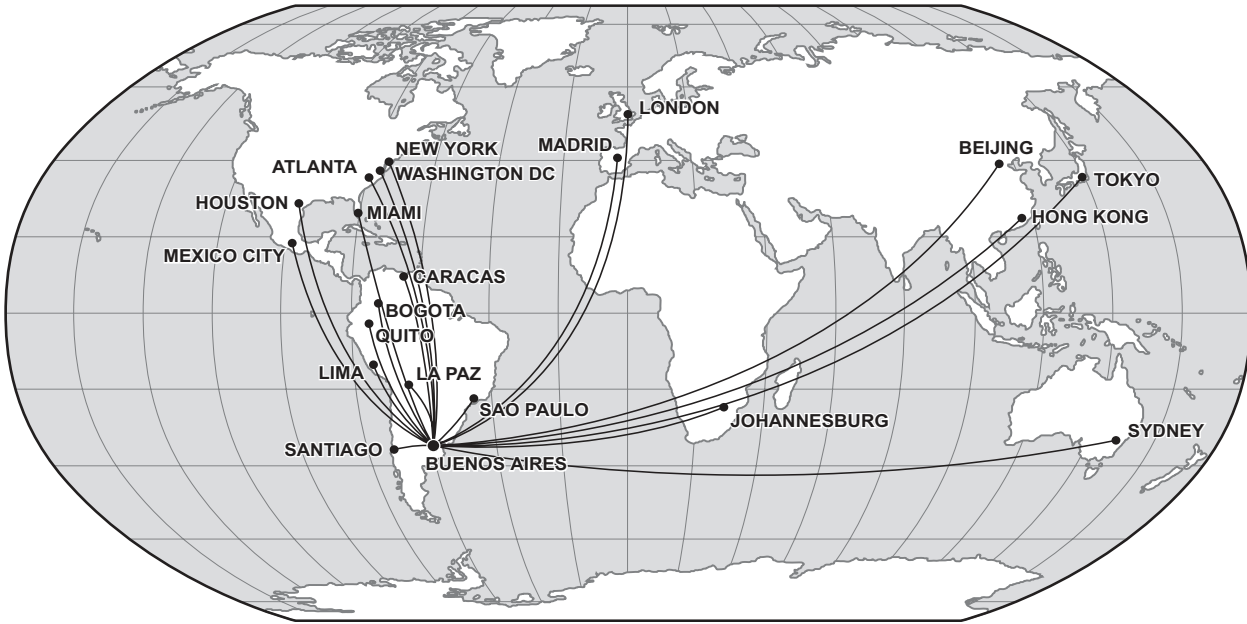 LONDON
NEW YORK
MADRID
ATLANTA
WASHINGTON DC
BEIJING
TOKYO
HOUSTON
MIAMI
HONG KONG
MEXICO CITY
CARACAS
BOGOTA
QUITO
LIMA
LA PAZ
SAO PAULO
JOHANNESBURG
SYDNEY
SANTIAGO
BUENOS AIRES